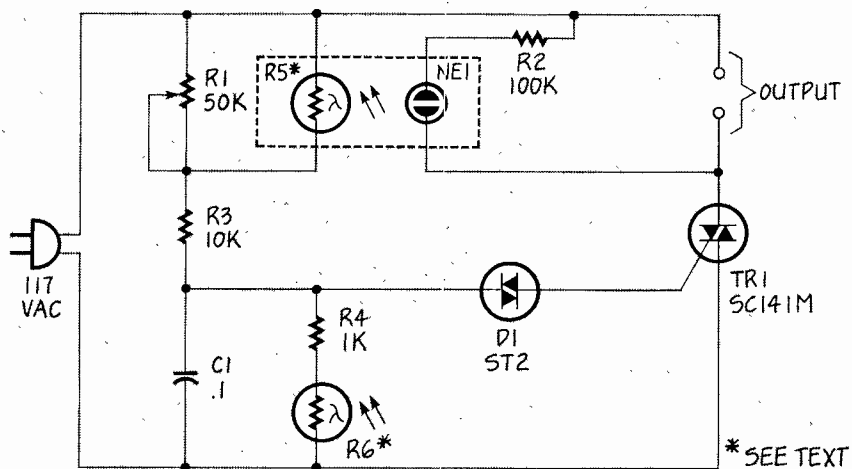 R1
50K
R5*
λ
NE1
R2
100K
OUTPUT
R3
10K
117
VAC
TR1
SC141M
R4
1K
D1
ST2
C1
.1
λ
R6*
* SEE TEXT